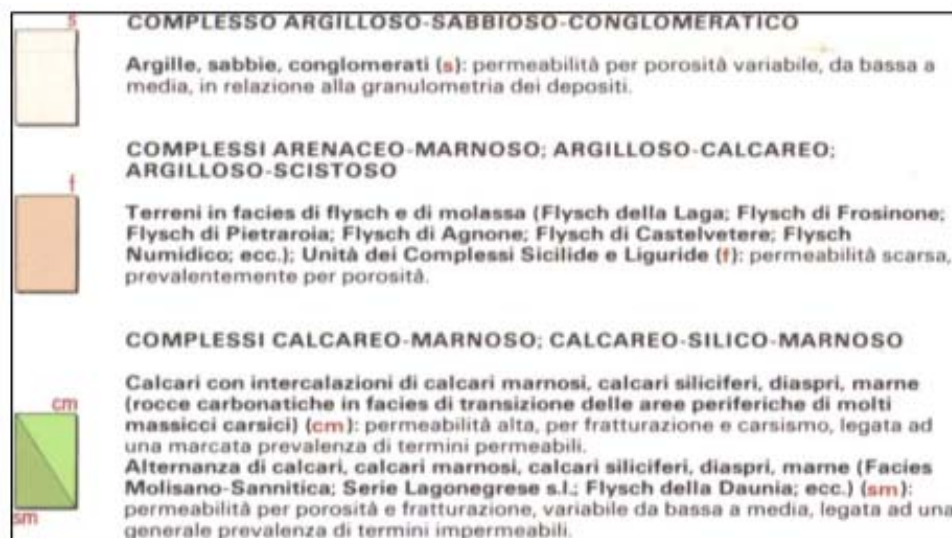 s
COMPLESSO ARGILLOSO-SABBIOSO-CONGLOMERATICO
Argille, sabbie, conglomerati (s): permeabilità per porosità variabile, da bassa a
media, in relazione alla granulometria dei depositi.
f
COMPLESSI ARENACEO-MARNOSO; ARGILLOSO-CALCAREO;
ARGILLOSO-SCISTOSO
Terreni in facies di flysch e di molassa (Flysch della Laga; Flysch di Frosinone;
Flysch di Pietraroia; Flysch di Agnone; Flysch di Castelvetere; Flysch
Numidico; ecc.); Unità dei Complessi Sicilide e Liguride (f): permeabilità scarsa,
prevalentemente per porosità.
COMPLESSI CALCAREO-MARNOSO; CALCAREO-SILICO-MARNOSO
cm
sm
Calcari con intercalazioni di calcari marnosi, calcari siliciferi, diaspri, marne
(rocce carbonatiche in facies di transizione delle aree periferiche di molti
massicci carsici) (cm): permeabilità alta, per fratturazione e carsismo, legata ad
una marcata prevalenza di termini permeabili.
Alternanza di calcari, calcari marnosi, calcari siliciferi, diaspri, marne (Facies
Molisano-Sannitica; Serie Lagonegrese s.l.; Flysch della Daunia; ecc.) (sm):
permeabilità per porosità e fratturazione, variabile da bassa a media, legata ad una
generale prevalenza di termini impermeabili.